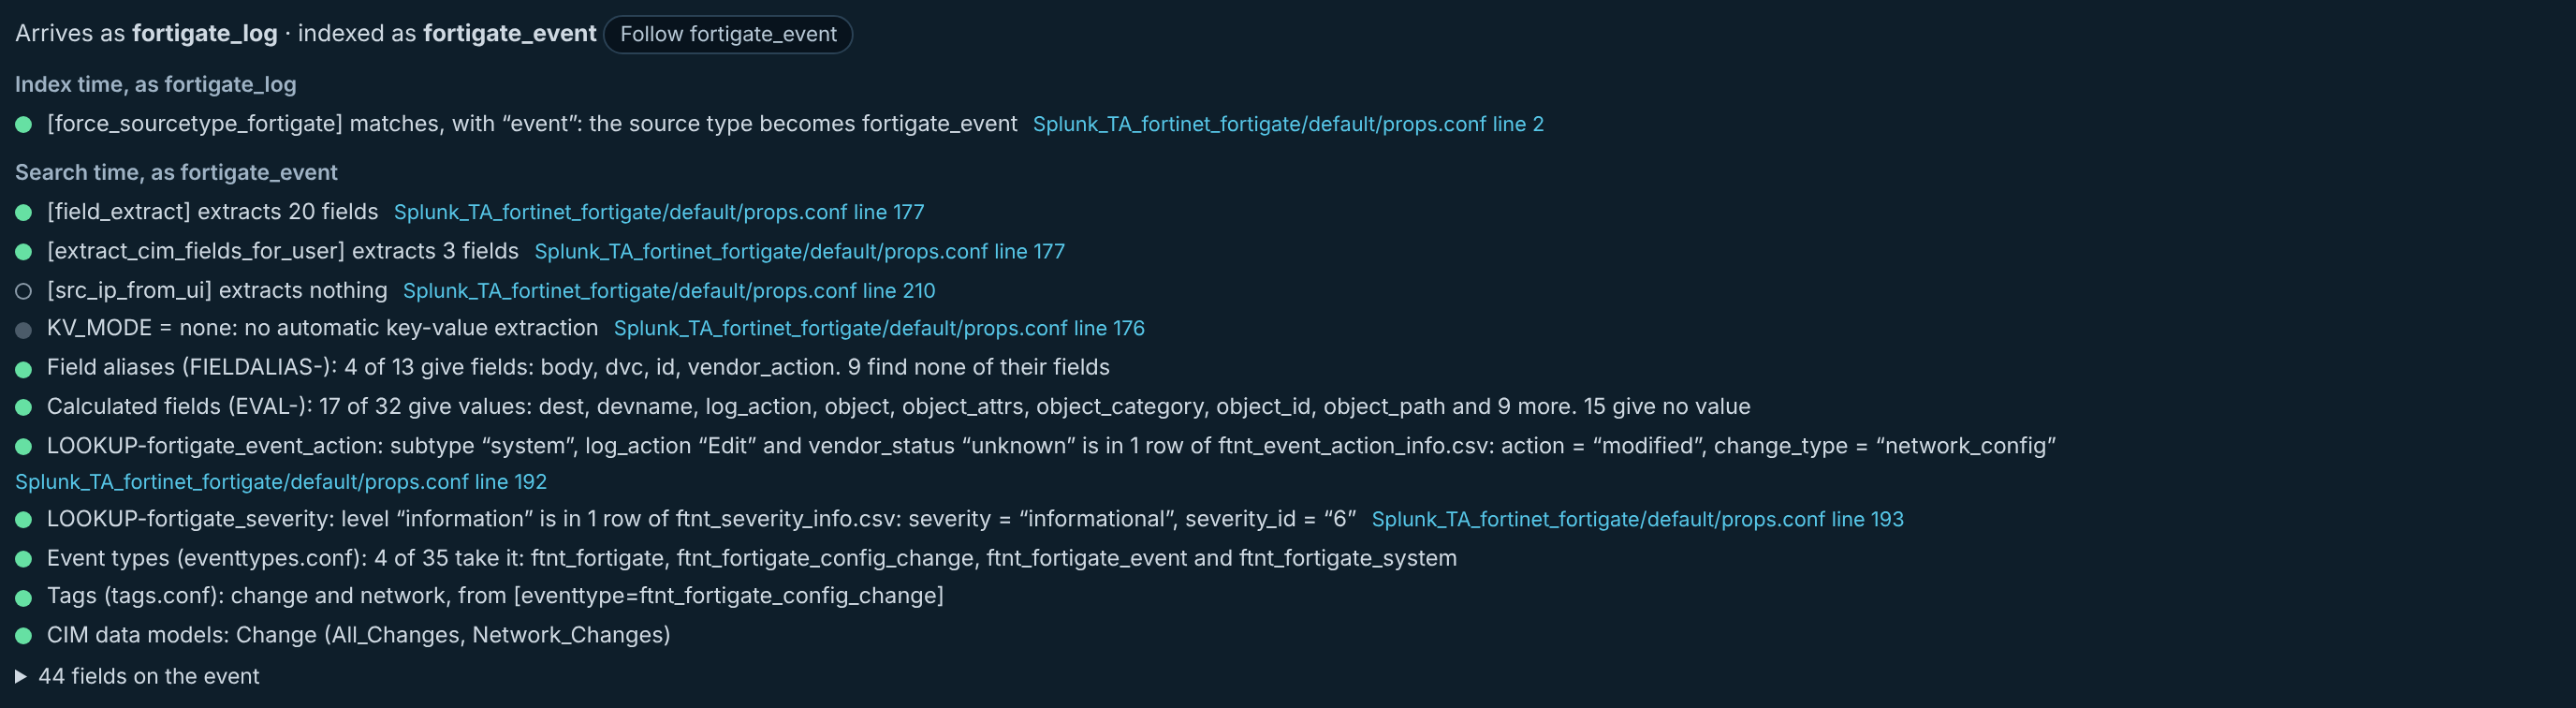 Arrives as fortigate_log · indexed as fortigate_event Follow fortigate_event
Index time, as fortigate_log
[force_sourcetype_fortigate] matches, with “event”: the source type becomes fortigate_event Splunk_TA_fortinet_fortigate/default/props.conf line 2
Search time, as fortigate_event
[field_extract] extracts 20 fields Splunk_TA_fortinet_fortigate/default/props.conf line 177
[extract_cim_fields_for_user] extracts 3 fields Splunk_TA_fortinet_fortigate/default/props.conf line 177
[src_ip_from_ui] extracts nothing Splunk_TA_fortinet_fortigate/default/props.conf line 210
KV_MODE = none: no automatic key-value extraction Splunk_TA_fortinet_fortigate/default/props.conf line 176
Field aliases (FIELDALIAS-): 4 of 13 give fields: body, dvc, id, vendor_action. 9 find none of their fields
Calculated fields (EVAL-): 17 of 32 give values: dest, devname, log_action, object, object_attrs, object_category, object_id, object_path and 9 more. 15 give no value
LOOKUP-fortigate_event_action: subtype “system”, log_action “Edit” and vendor_status “unknown” is in 1 row of ftnt_event_action_info.csv: action = “modified”, change_type = “network_config”
Splunk_TA_fortinet_fortigate/default/props.conf line 192
LOOKUP-fortigate_severity: level “information” is in 1 row of ftnt_severity_info.csv: severity = “informational”, severity_id = “6” Splunk_TA_fortinet_fortigate/default/props.conf line 193
Event types (eventtypes.conf): 4 of 35 take it: ftnt_fortigate, ftnt_fortigate_config_change, ftnt_fortigate_event and ftnt_fortigate_system
Tags (tags.conf): change and network, from [eventtype=ftnt_fortigate_config_change]
CIM data models: Change (All_Changes, Network_Changes)
44 fields on the event